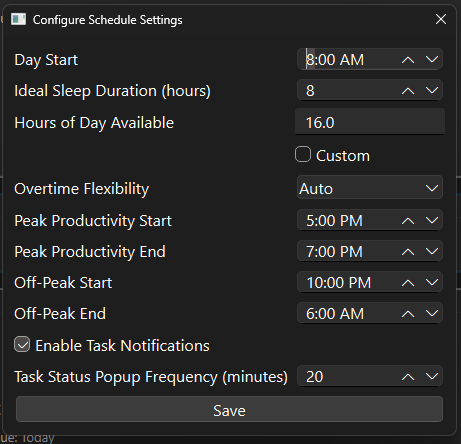 Configure Schedule Settings
Day Start 8:00 AM
Ideal Sleep Duration (hours) 8
Hours of Day Available 16.0
Custom
Overtime Flexibility Auto
Peak Productivity Start 5:00 PM
Peak Productivity End 7:00 PM
Off-Peak Start 10:00 PM
Off-Peak End 6:00 AM
Enable Task Notifications
Task Status Popup Frequency (minutes) 20
Save
ue: Today